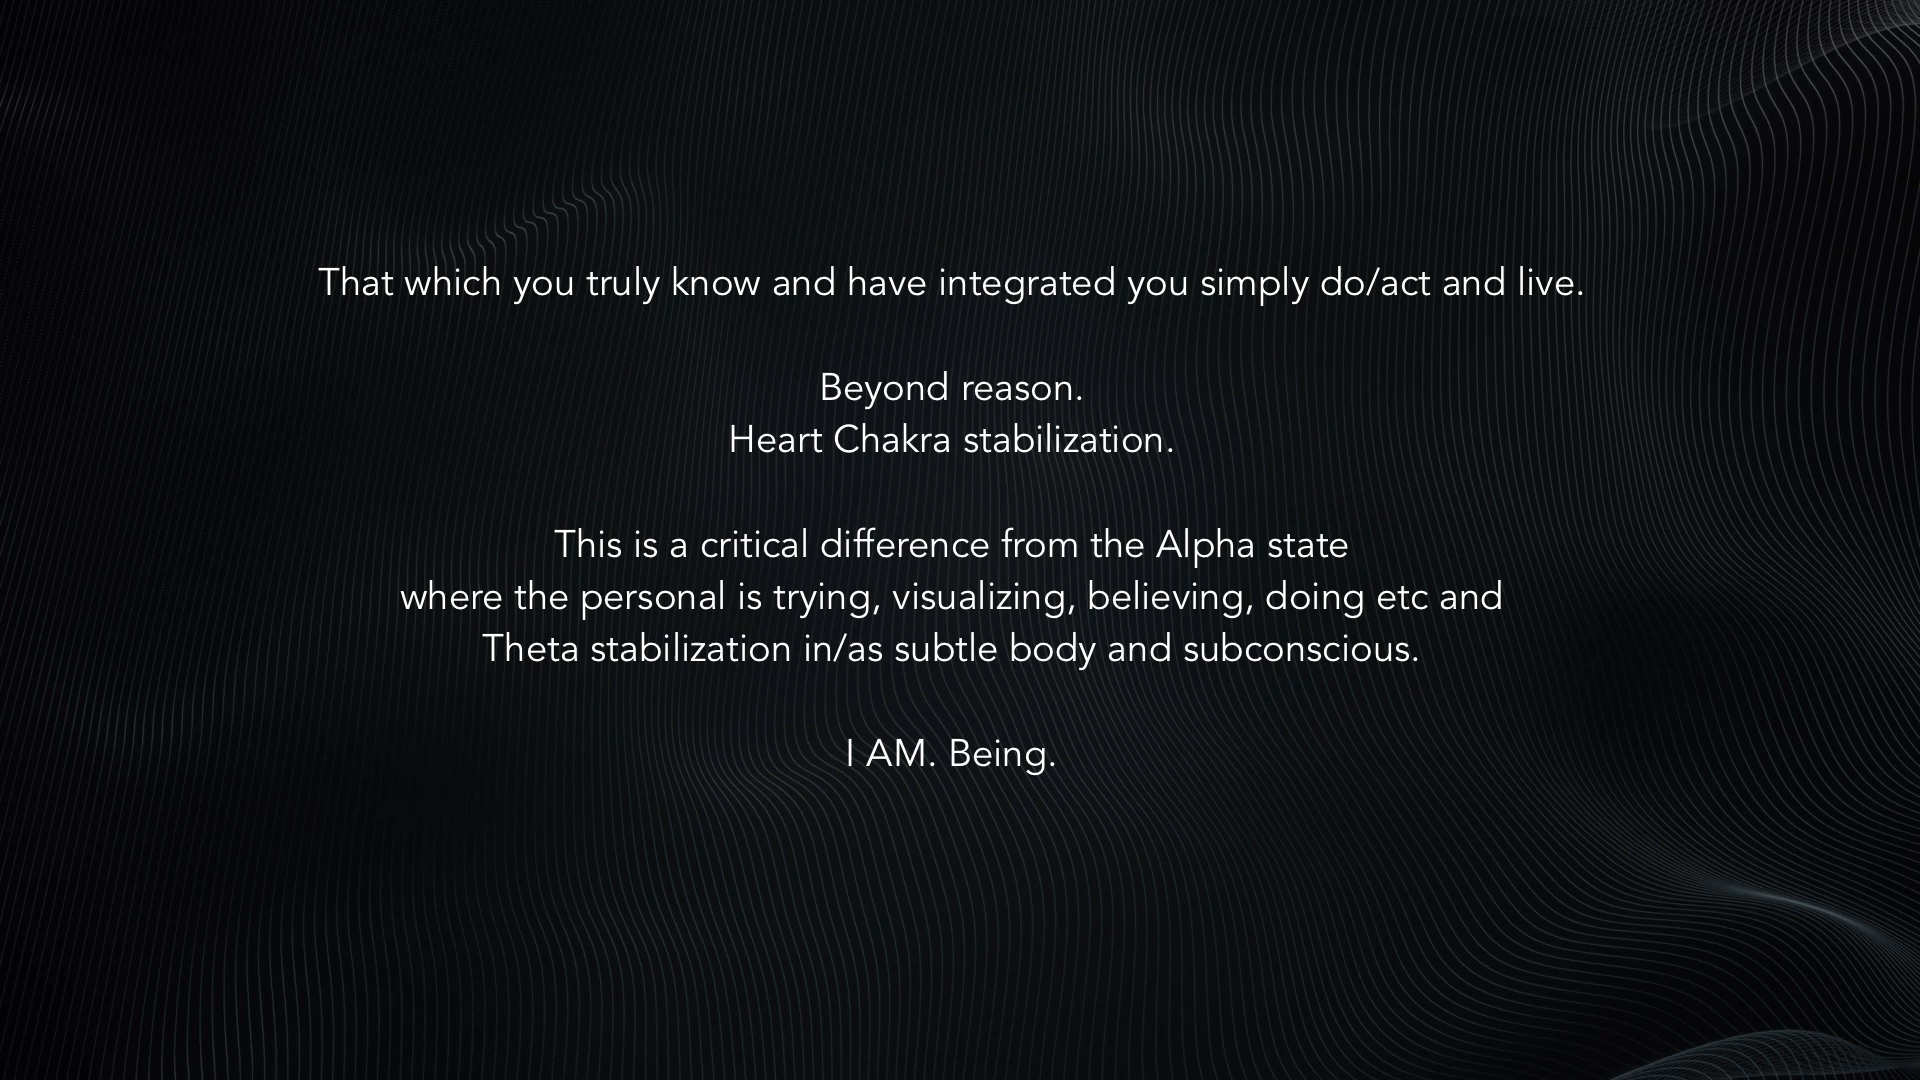 That which you truly know and have integrated you simply do/act and live.
Beyond reason.
Heart Chakra stabilization.
This is a critical difference from the Alpha state
where the personal is trying, visualizing, believing, doing etc and
Theta stabilization in/as subtle body and subconscious.
I AM. Being.